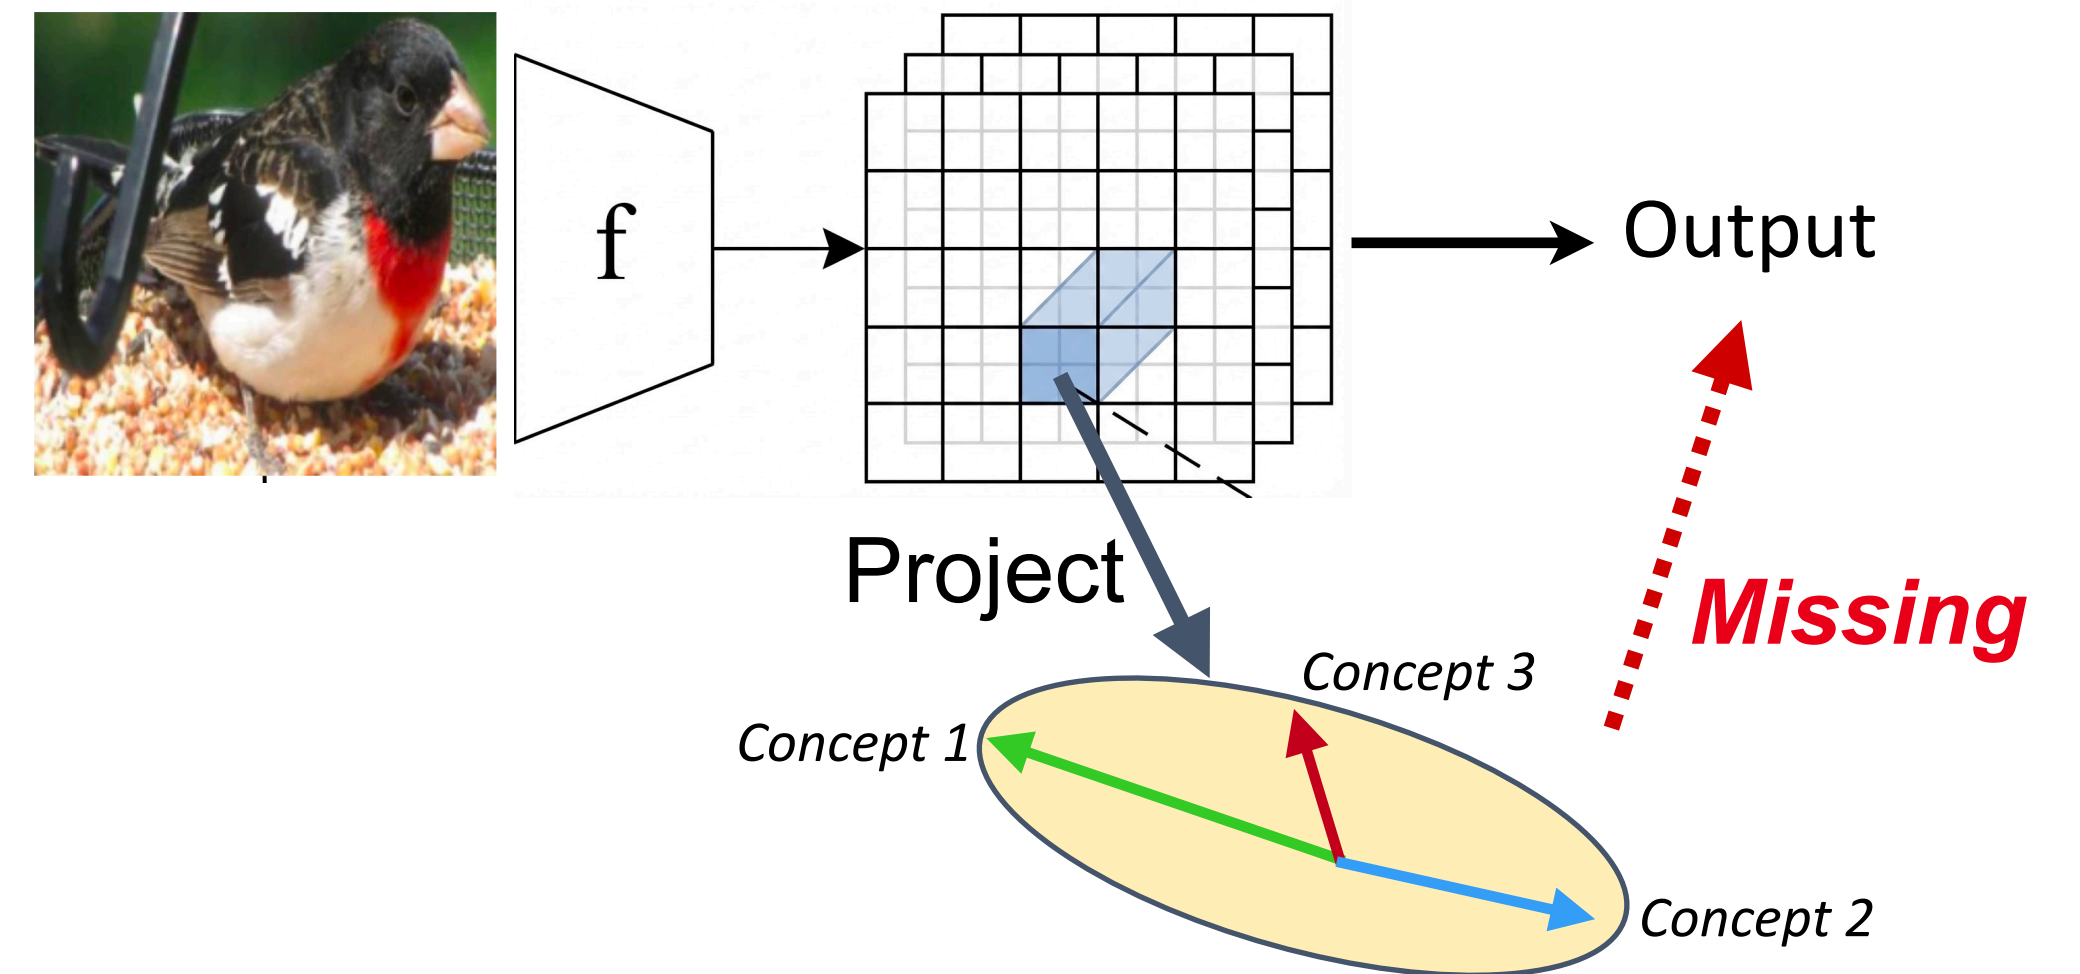 f
Output
Project
Missing
Concept 3
Concept 1
Concept 2